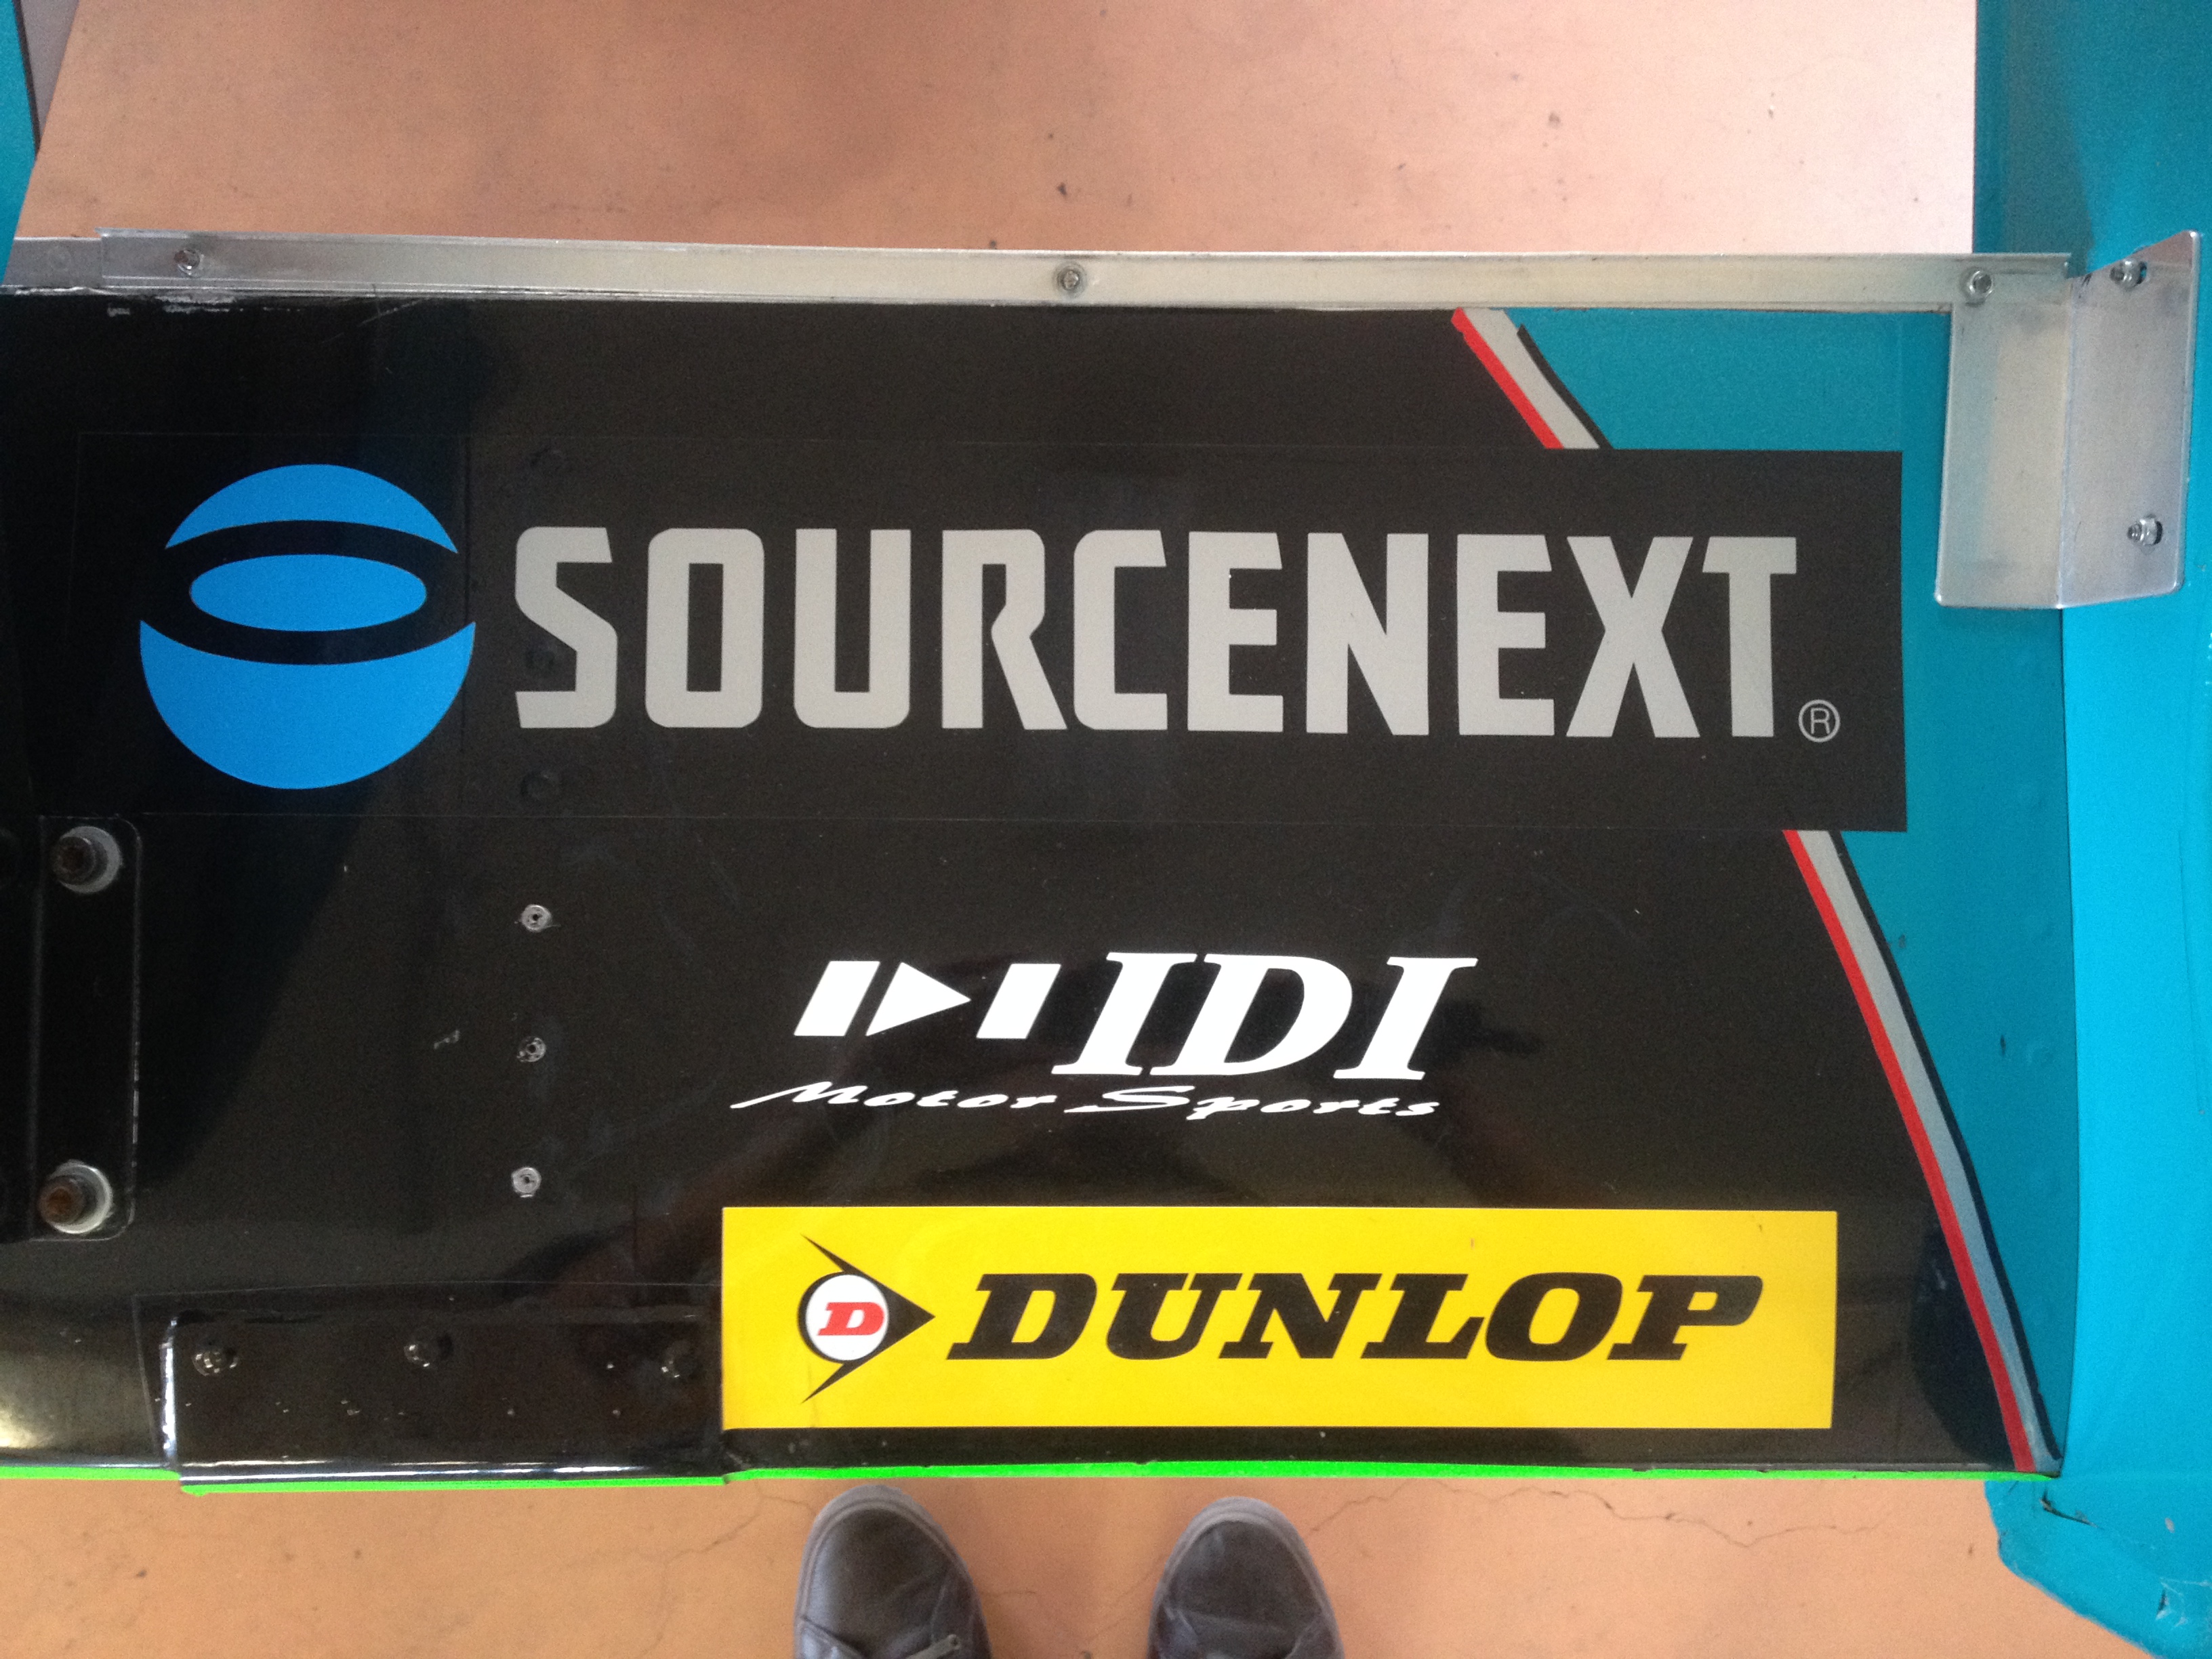 SOURCENEXT®
IDI
Motor Sports
D DUNLOP